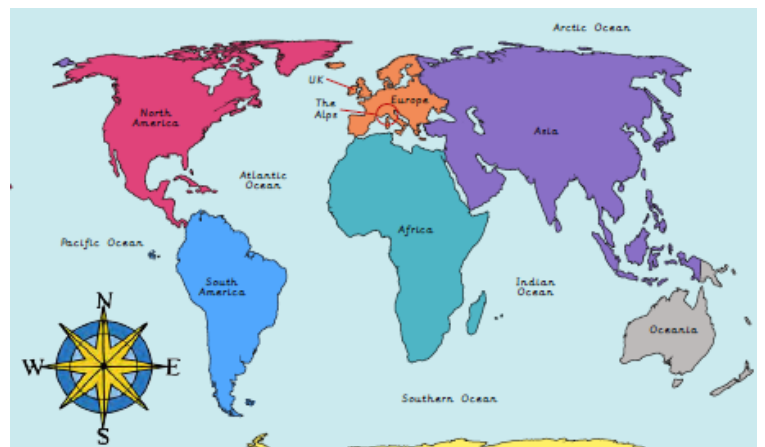 Arctic Ocean
UK
The
Alps
Europe
North
America
Asia
Atlantic
Ocean
Pacific Ocean
Africa
South
America
Indian
Ocean
Oceania
Southern Ocean
N
W
E
S